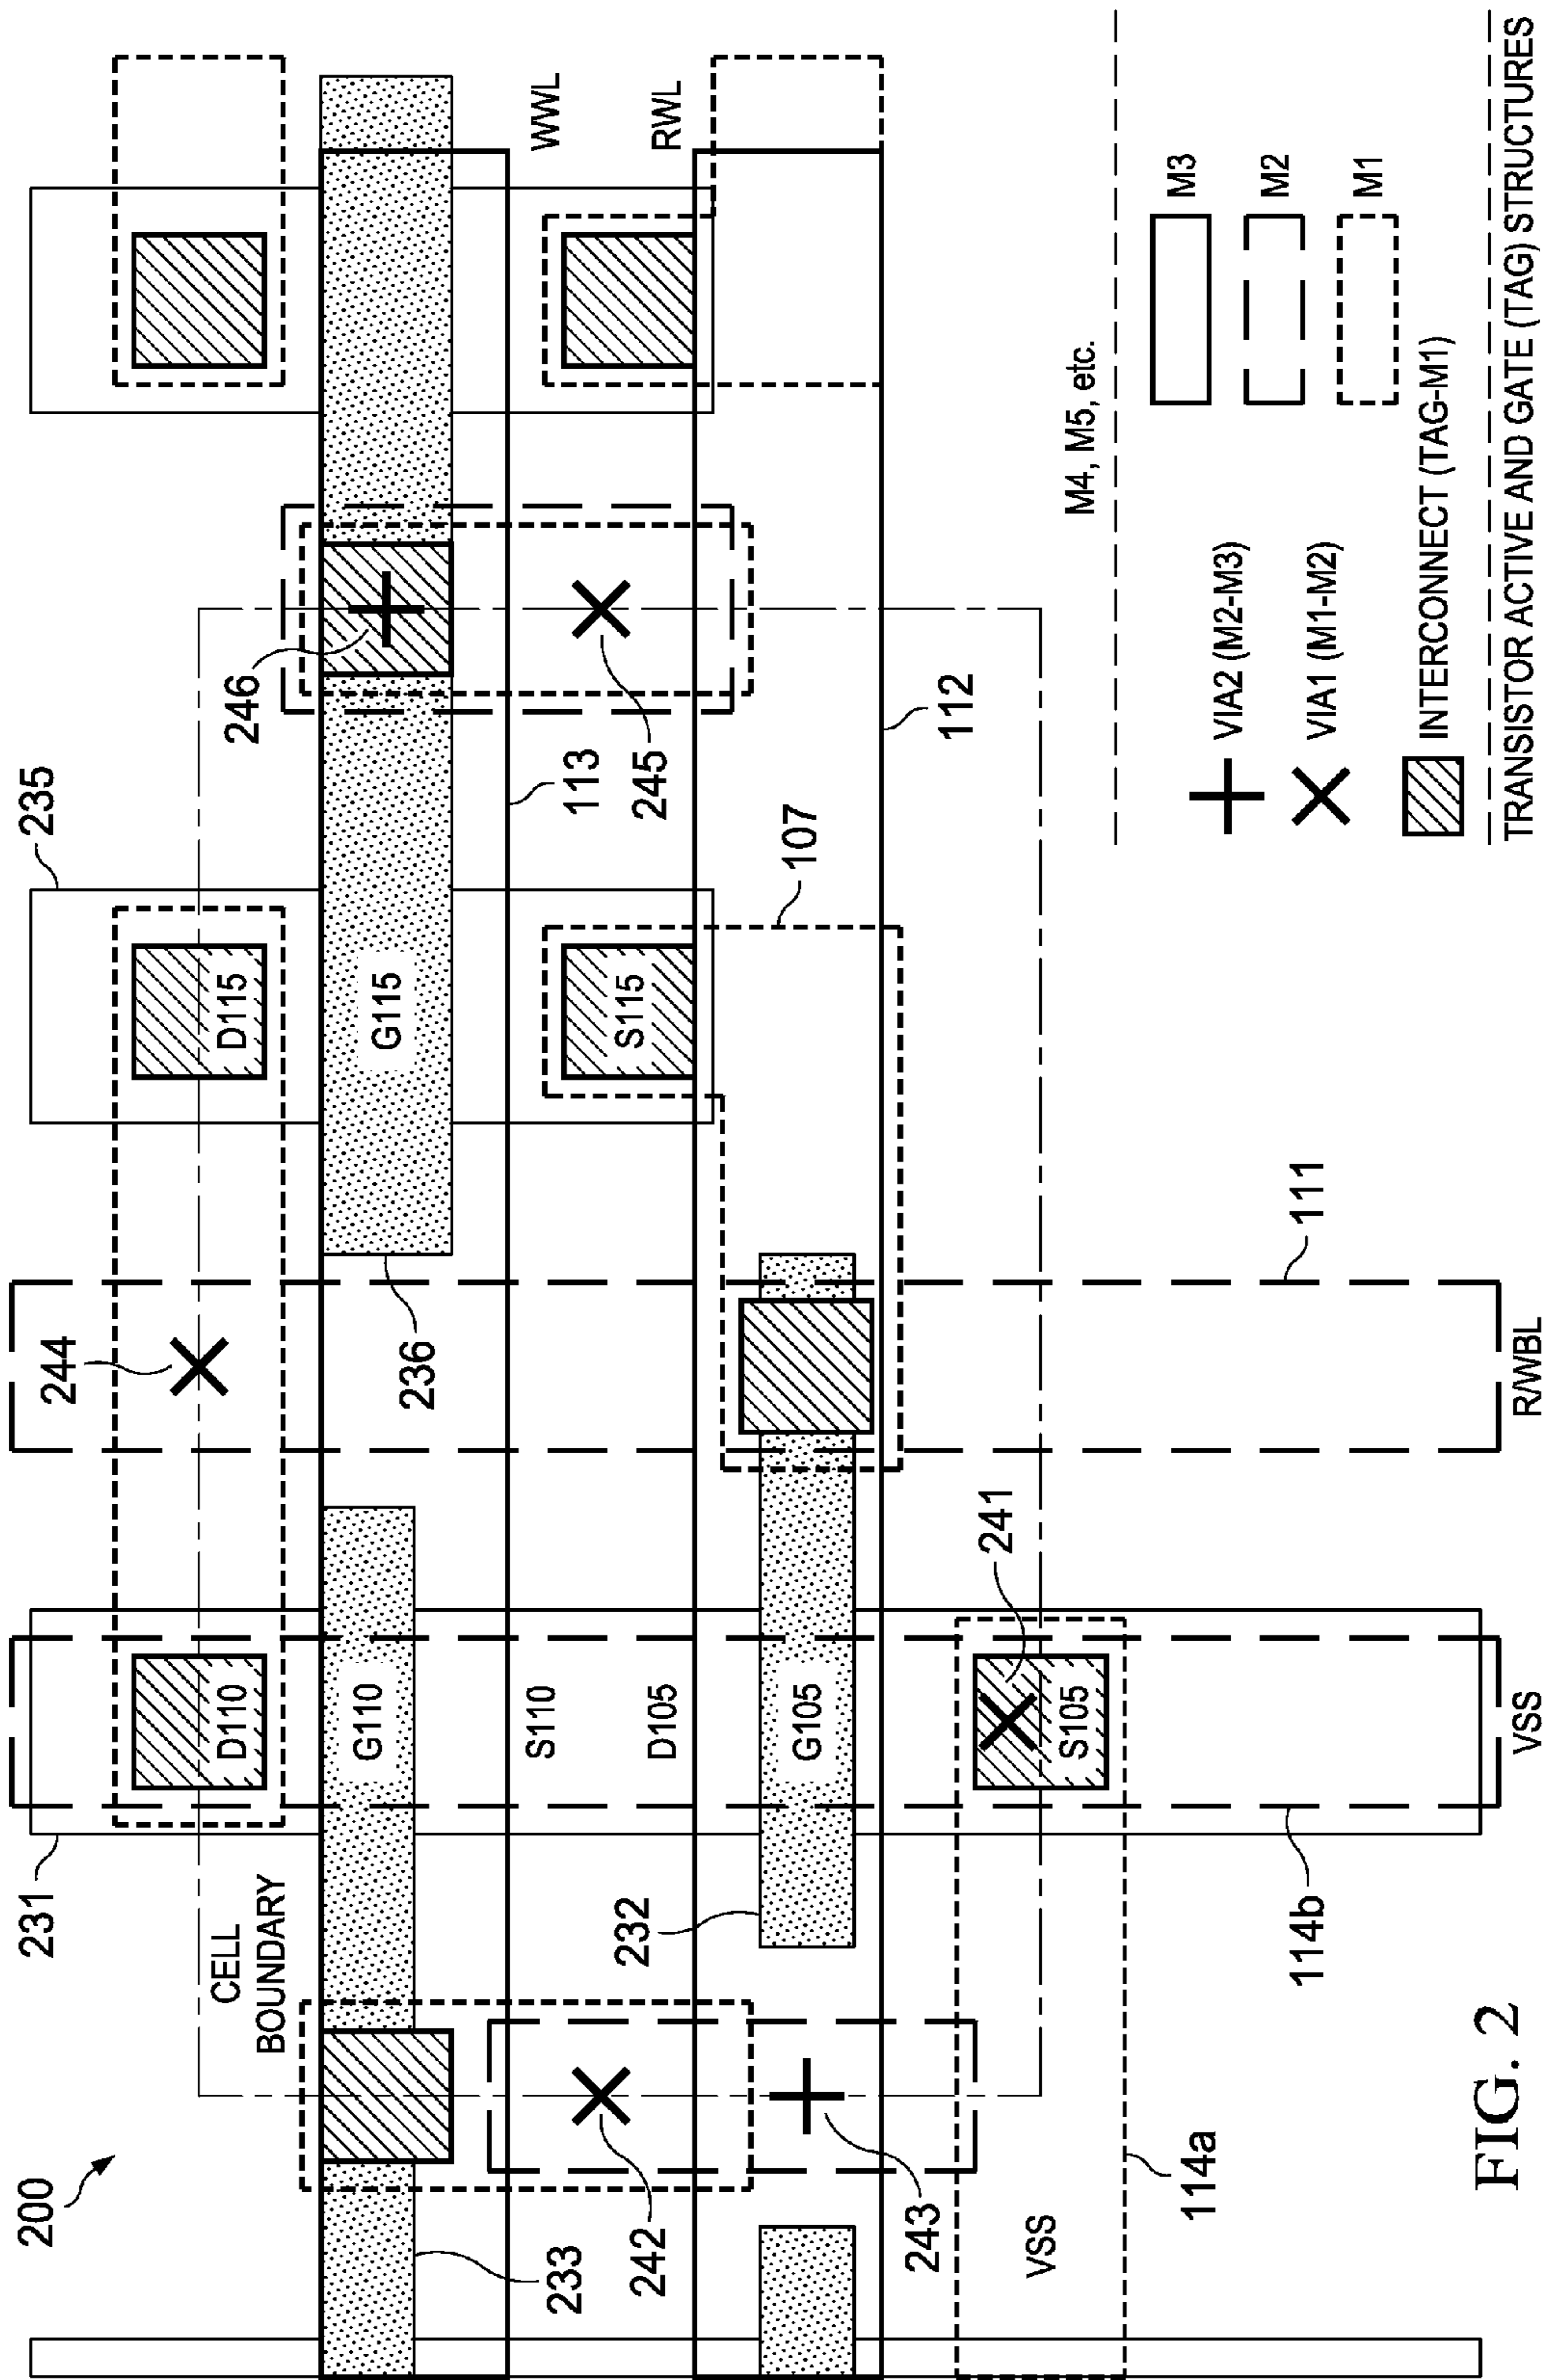 200
231
CELL
BOUNDARY
D110
244
D115
235
G110
236
G115
246
233
242
S110
D105
S115
113
245
WWL
RWL
232
G105
107
112
243
VSS
114a
241
S105
114b
VSS
111
R/WBL
M4, M5, etc.
VIA2 (M2-M3)
M3
VIA1 (M1-M2)
M2
M1
INTERCONNECT (TAG-M1)
TRANSISTOR ACTIVE AND GATE (TAG) STRUCTURES
FIG. 2